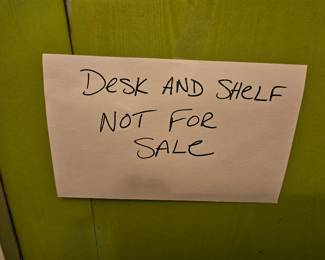 DESK AND SHELF
NOT FOR
SALE